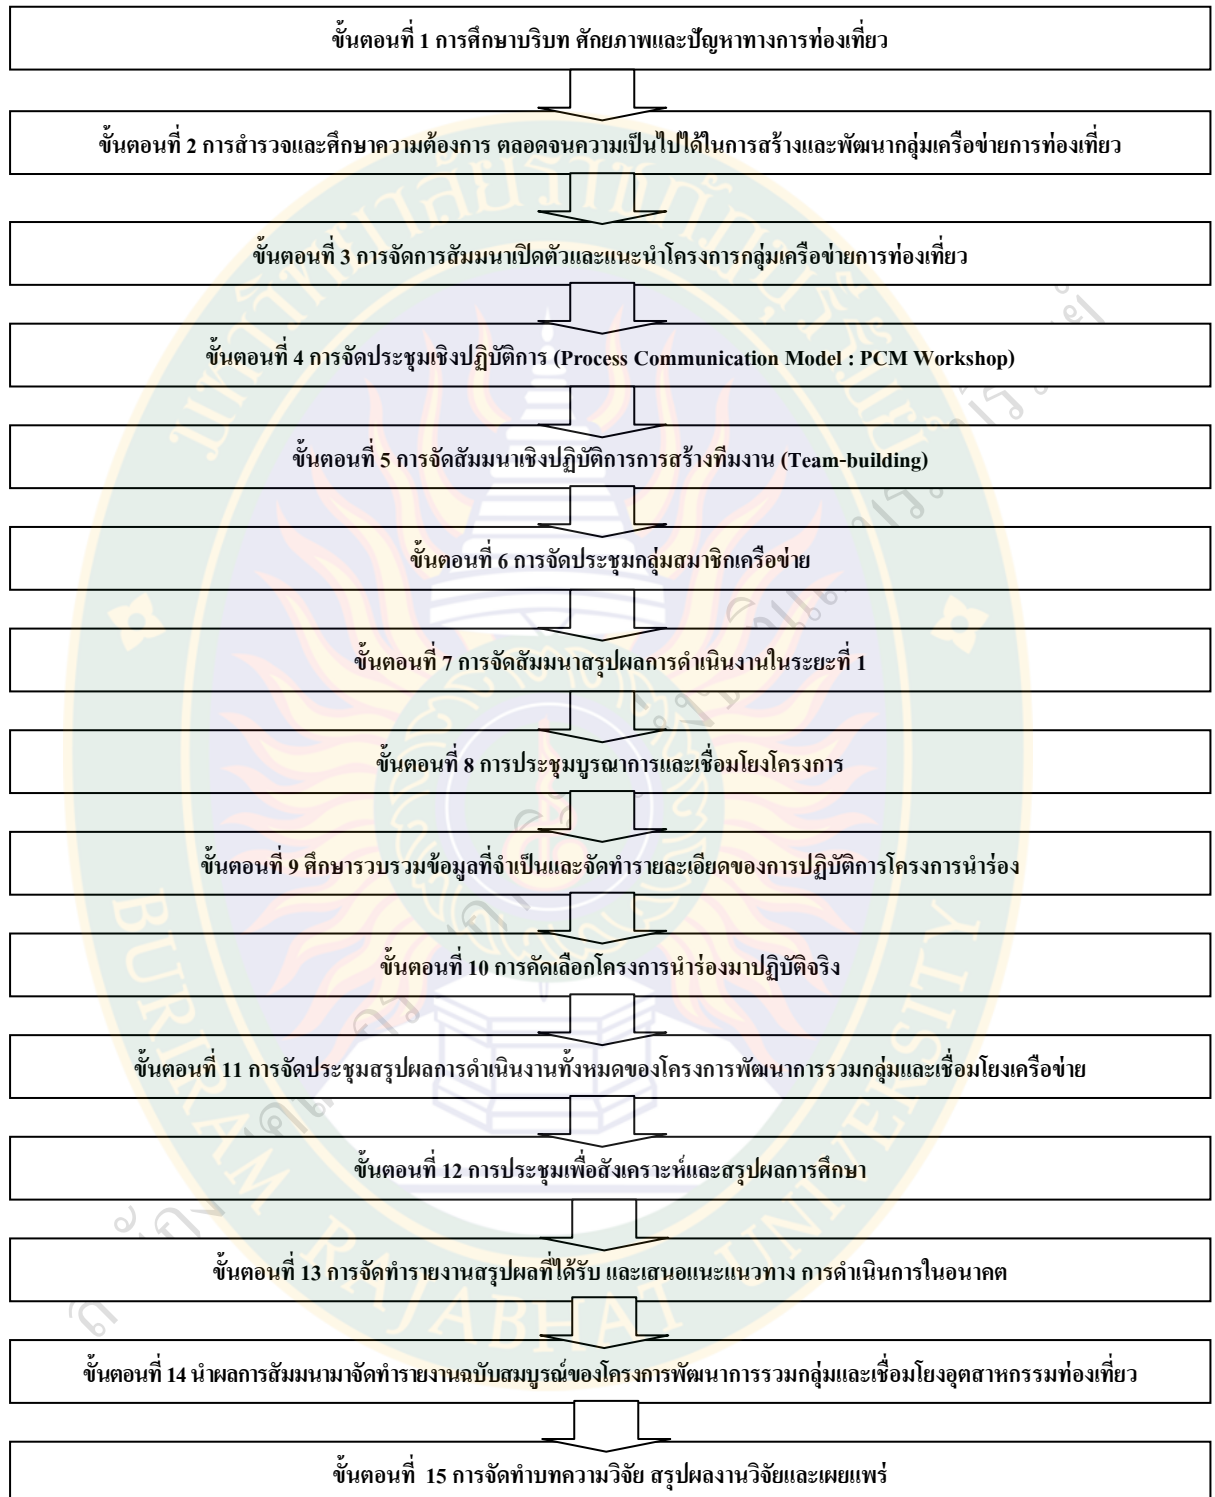 ขั้นตอนที่ 1 การศึกษาบริบท ศักยภาพและปัญหาทางการท่องเที่ยว
ขั้นตอนที่ 2 การสำรวจและศึกษาความต้องการ ตลอดจนความเป็นไปได้ในการสร้างและพัฒนากลุ่มเครือข่ายการท่องเที่ยว
ขั้นตอนที่ 3 การจัดการสัมมนาเปิดตัวและแนะนำโครงการกลุ่มเครือข่ายการท่องเที่ยว
ขั้นตอนที่ 4 การจัดประชุมเชิงปฏิบัติการ (Process Communication Model : PCM Workshop)
ขั้นตอนที่ 5 การจัดสัมมนาเชิงปฏิบัติการการสร้างทีมงาน (Team-building)
ขั้นตอนที่ 6 การจัดประชุมกลุ่มสมาชิกเครือข่าย
ขั้นตอนที่ 7 การจัดสัมมนาสรุปผลการดำเนินงานในระยะที่ 1
ขั้นตอนที่ 8 การประชุมบูรณาการและเชื่อมโยงโครงการ
ขั้นตอนที่ 9 ศึกษารวบรวมข้อมูลที่จำเป็นและจัดทำรายละเอียดของการปฏิบัติการโครงการนำร่อง
ขั้นตอนที่ 10 การคัดเลือกโครงการนำร่องมาปฏิบัติจริง
ขั้นตอนที่ 11 การจัดประชุมสรุปผลการดำเนินงานทั้งหมดของโครงการพัฒนาการรวมกลุ่มและเชื่อมโยงเครือข่าย
ขั้นตอนที่ 12 การประชุมเพื่อสังเคราะห์และสรุปผลการศึกษา
ขั้นตอนที่ 13 การจัดทำรายงานสรุปผลที่ได้รับ และเสนอแนะแนวทาง การดำเนินการในอนาคต
ขั้นตอนที่ 14 นำผลการสัมมนามาจัดทำรายงานฉบับสมบูรณ์ของโครงการพัฒนาการรวมกลุ่มและเชื่อมโยงอุตสาหกรรมท่องเที่ยว
ขั้นตอนที่  15 การจัดทำบทความวิจัย สรุปผลงานวิจัยและเผยแพร่
มหาวิทยาลัยราชภัฏบุรีรัมย์
BURIRAM RAJABHAT UNIVERSITY